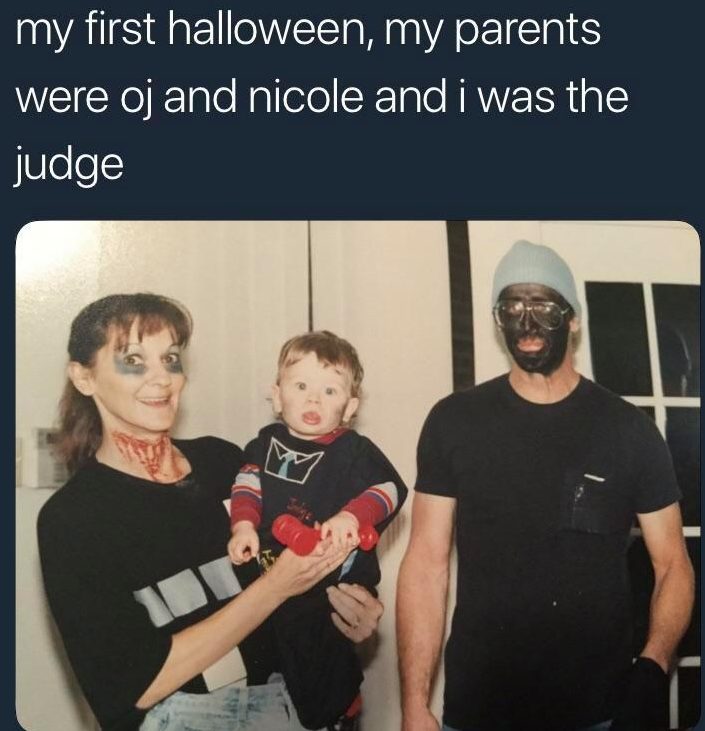 my first halloween, my parents
were oj and nicole and i was the
judge